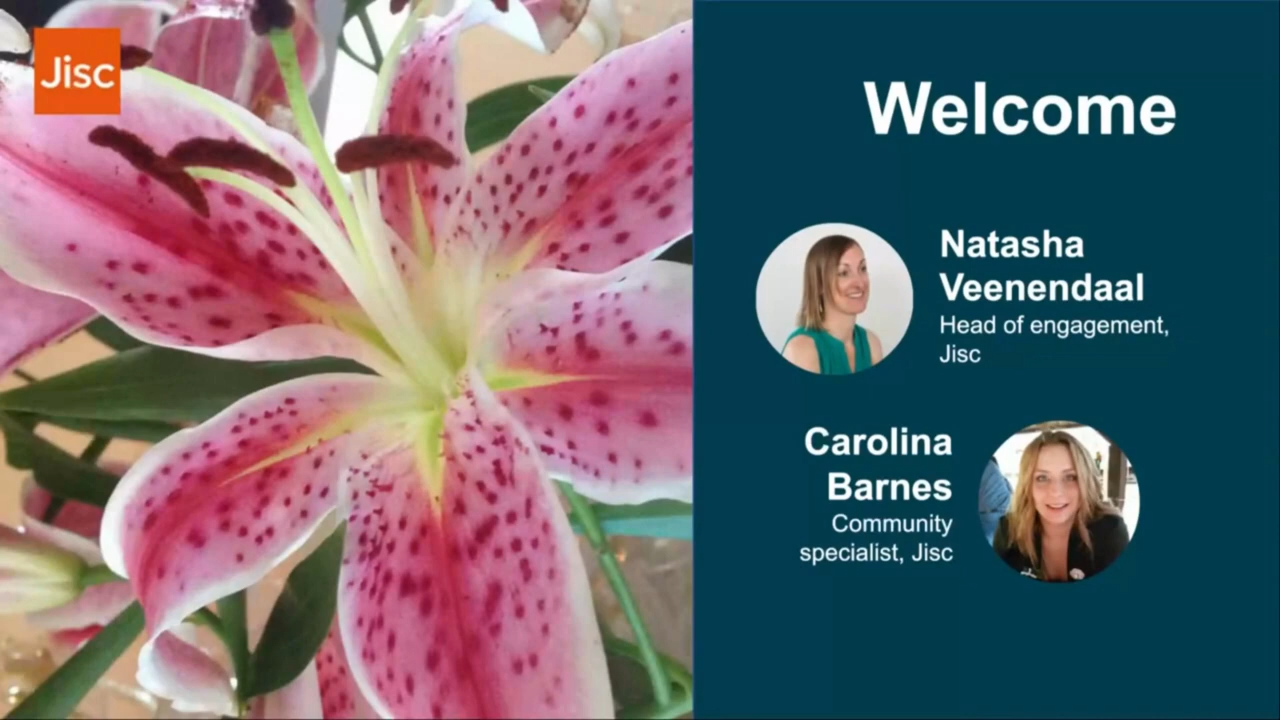 Jisc
Welcome
Natasha
Veenendaal
Head of engagement,
Jisc
Carolina
Barnes
Community
specialist, Jisc